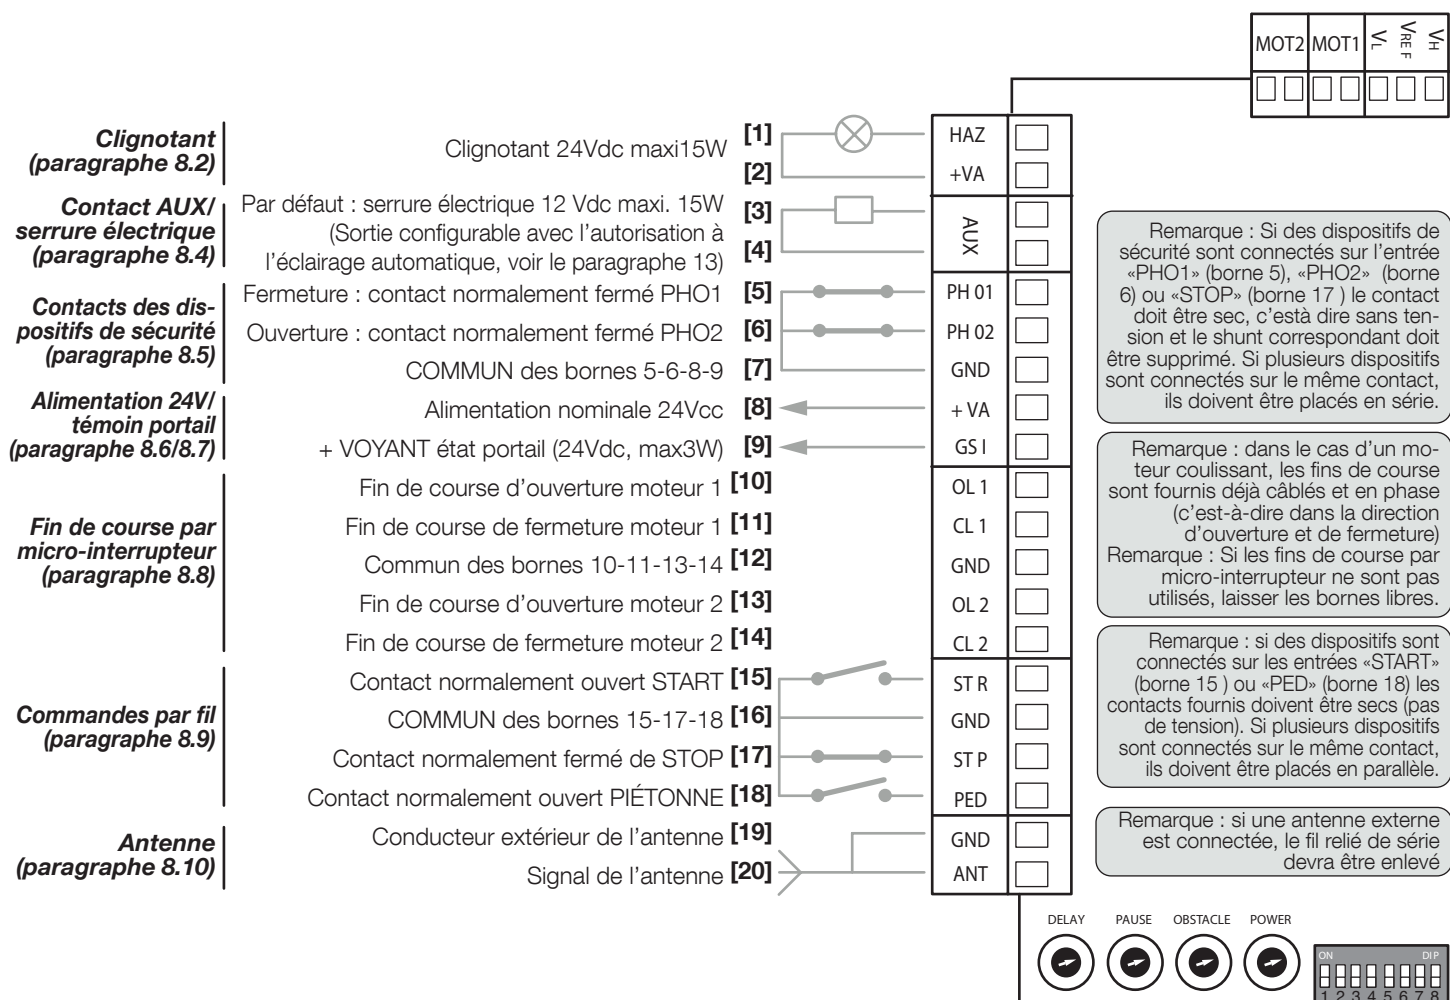 MOT2 MOT1 VL VREF VH
Clignotant
(paragraphe 8.2)
Clignotant 24Vdc maxi15W
[1] HAZ
[2] +VA
Contact AUX/
serrure électrique
(paragraphe 8.4)
Par défaut : serrure électrique 12 Vdc maxi. 15W [3]
(Sortie configurable avec l'autorisation à
l'éclairage automatique, voir le paragraphe 13) [4]
AUX
Contacts des dis-
positifs de sécurité
(paragraphe 8.5)
Fermeture : contact normalement fermé PHO1 [5] PH 01
Ouverture : contact normalement fermé PHO2 [6] PH 02
COMMUN des bornes 5-6-8-9 [7] GND
Alimentation 24V/
témoin portail
(paragraphe 8.6/8.7)
Alimentation nominale 24Vcc [8] + VA
+ VOYANT état portail (24Vdc, max3W) [9] GS I
Fin de course par
micro-interrupteur
(paragraphe 8.8)
Fin de course d'ouverture moteur 1 [10] OL 1
Fin de course de fermeture moteur 1 [11] CL 1
Commun des bornes 10-11-13-14 [12] GND
Fin de course d'ouverture moteur 2 [13] OL 2
Fin de course de fermeture moteur 2 [14] CL 2
Commandes par fil
(paragraphe 8.9)
Contact normalement ouvert START [15] ST R
COMMUN des bornes 15-17-18 [16] GND
Contact normalement fermé de STOP [17] ST P
Contact normalement ouvert PIÉTONNE [18] PED
Antenne
(paragraphe 8.10)
Conducteur extérieur de l'antenne [19] GND
Signal de l'antenne [20] ANT
Remarque : Si des dispositifs de
sécurité sont connectés sur l'entrée
«PHO1» (borne 5), «PHO2» (borne
6) ou «STOP» (borne 17 ) le contact
doit être sec, c'està dire sans ten-
sion et le shunt correspondant doit
être supprimé. Si plusieurs dispositifs
sont connectés sur le même contact,
ils doivent être placés en série.
Remarque : dans le cas d'un mo-
teur coulissant, les fins de course
sont fournis déjà câblés et en phase
(c'est-à-dire dans la direction
d'ouverture et de fermeture)
Remarque : Si les fins de course par
micro-interrupteur ne sont pas
utilisés, laisser les bornes libres.
Remarque : si des dispositifs sont
connectés sur les entrées «START»
(borne 15 ) ou «PED» (borne 18) les
contacts fournis doivent être secs (pas
de tension). Si plusieurs dispositifs
sont connectés sur le même contact,
ils doivent être placés en parallèle.
Remarque : si une antenne externe
est connectée, le fil relié de série
devra être enlevé
DELAY PAUSE OBSTACLE POWER
ON DIP
1 2 3 4 5 6 7 8